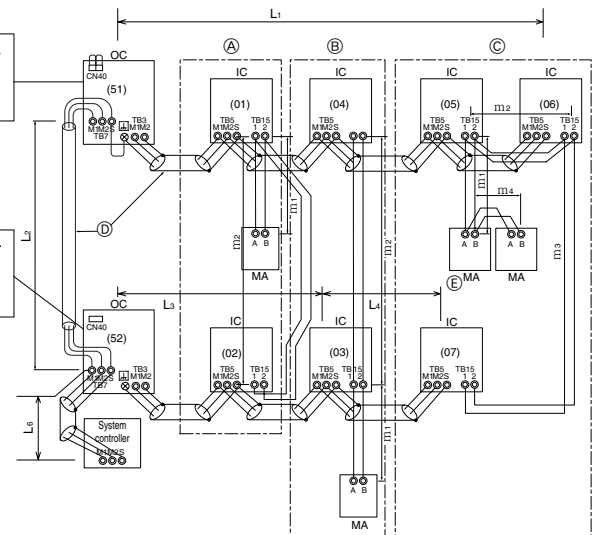 L1
Ⓐ
Ⓑ
Ⓒ
OC
CN40
(51)
TB3
M1M2
M1M2S
TB7
IC
(01)
TB5
M1M2S
TB15
1 2
IC
(04)
TB5
M1M2S
TB15
1 2
IC
(05)
TB5
M1M2S
TB15
1 2
m2
IC
(06)
TB5
M1M2S
TB15
1 2
L2
Ⓓ
m2
m1
m2
m1
m4
m3
A B
MA
A B
MA
A B
MA
Ⓔ
L3
L4
OC
CN40
(52)
TB3
M1M2
M1M2S
TB7
IC
(02)
TB5
M1M2S
TB15
1 2
IC
(03)
TB5
M1M2S
TB15
1 2
IC
(07)
TB5
M1M2S
TB15
1 2
L6
System
controller
M1M2S
m1
A B
MA